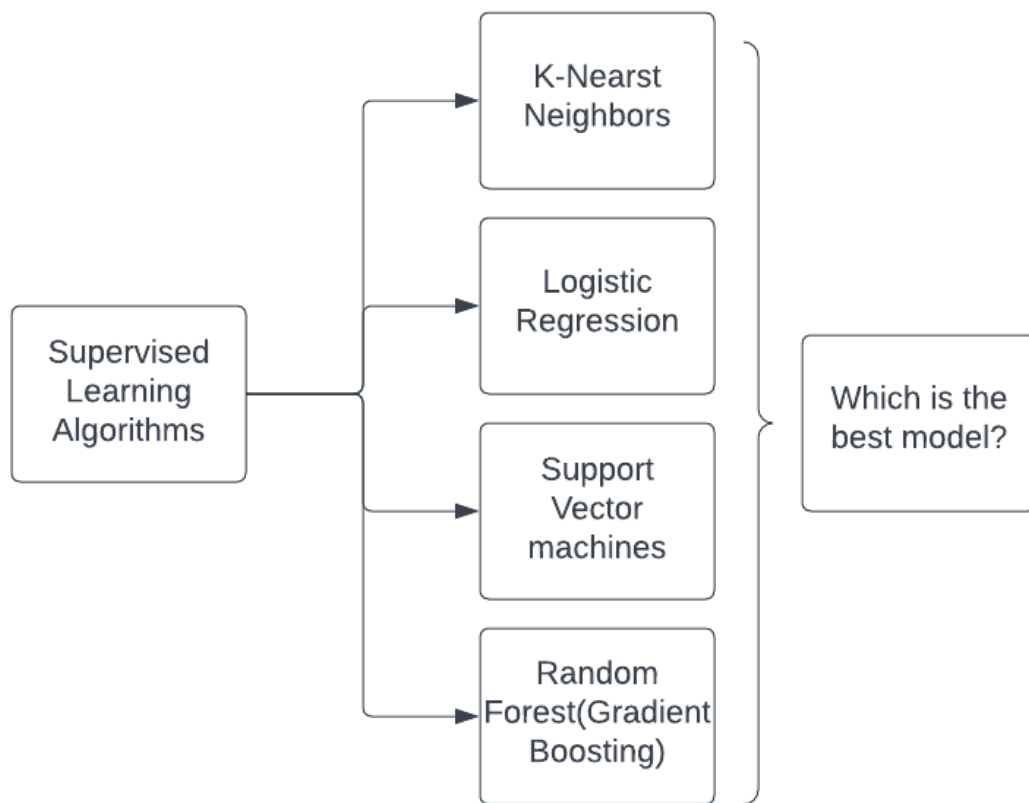 K-Nearst
Neighbors
Logistic
Regression
Supervised
Learning
Algorithms
Which is the
best model?
Support
Vector
machines
Random
Forest(Gradient
Boosting)